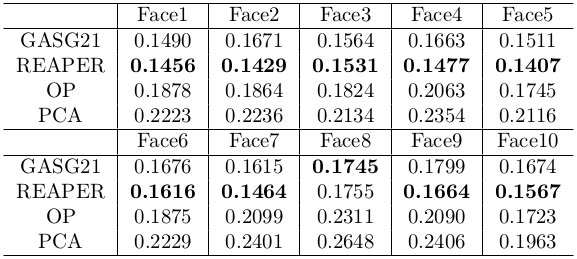 Face1 Face2 Face3 Face4 Face5
GASG21 0.1490 0.1671 0.1564 0.1663 0.1511
REAPER 0.1456 0.1429 0.1531 0.1477 0.1407
OP 0.1878 0.1864 0.1824 0.2063 0.1745
PCA 0.2223 0.2236 0.2134 0.2354 0.2116
Face6 Face7 Face8 Face9 Face10
GASG21 0.1676 0.1615 0.1745 0.1799 0.1674
REAPER 0.1616 0.1464 0.1755 0.1664 0.1567
OP 0.1875 0.2099 0.2311 0.2090 0.1723
PCA 0.2229 0.2401 0.2648 0.2406 0.1963